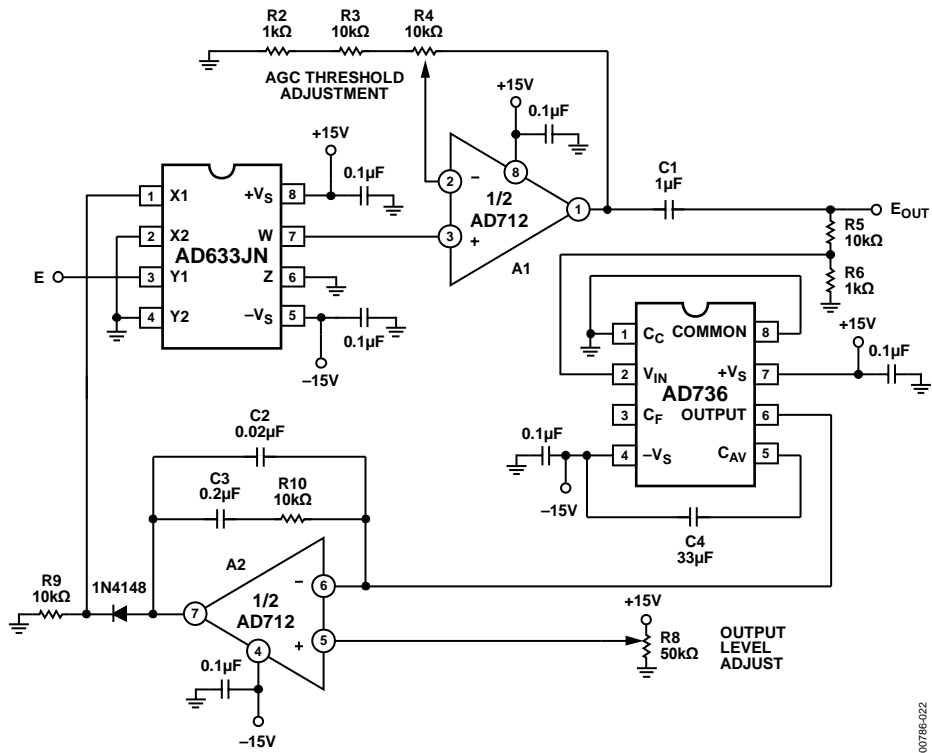 R2
1kΩ
R3
10kΩ
R4
10kΩ
AGC THRESHOLD
ADJUSTMENT
+15V
0.1µF
+15V
0.1µF
C1
1µF
1 X1
+VS 8
2 −
8
1/2
AD712
1
EOUT
R5
10kΩ
2 X2
W 7
3 +
A1
AD633JN
E
3 Y1
Z 6
R6
1kΩ
4 Y2
−VS 5
0.1µF
−15V
1 CC
COMMON 8
+15V
0.1µF
2 VIN
+VS 7
AD736
3 CF
OUTPUT 6
0.1µF
4 −VS
CAV 5
−15V
C4
33µF
C2
0.02µF
C3
0.2µF
R10
10kΩ
A2
R9
10kΩ
1N4148
7
1/2
AD712
− 6
+ 5
4
0.1µF
−15V
+15V
R8
50kΩ
OUTPUT
LEVEL
ADJUST
00786-022